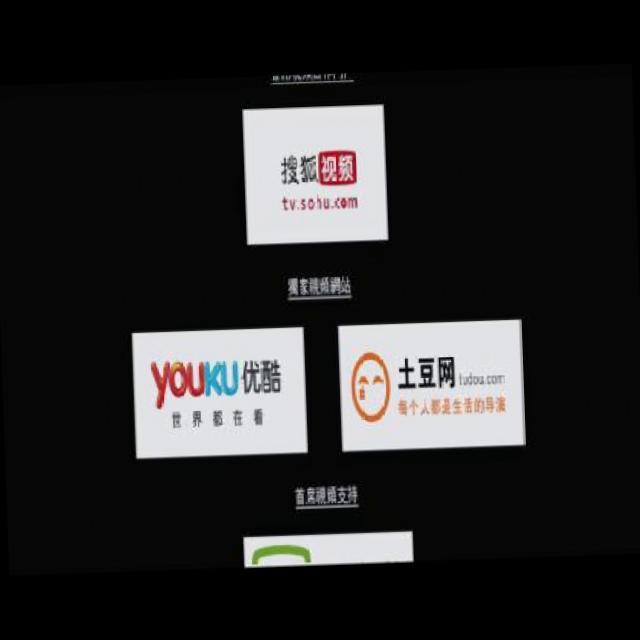 搜狐视频
tv.sohu.com
獨家視頻網站
YOUKU优酷
世界都在看
土豆网 tudou.com
每个人都是生活的导演
首席視頻支持